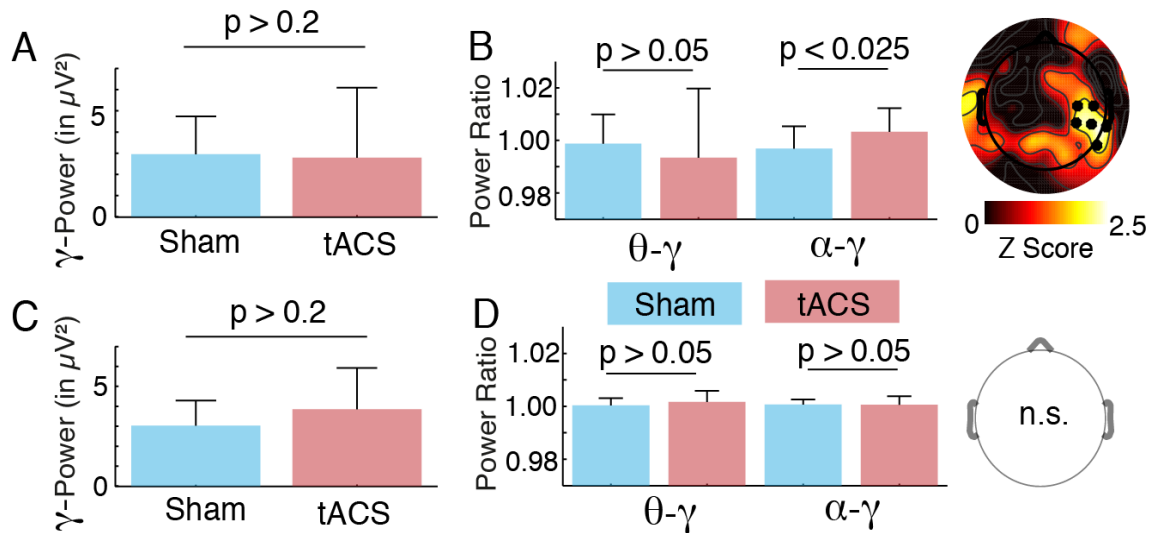 A
p > 0.2
γ-Power (in µV²)
5
0
Sham
tACS
B
p > 0.05
p < 0.025
Power Ratio
1.02
1.00
0.98
θ-γ
α-γ
0
2.5
Z Score
Sham
tACS
C
p > 0.2
γ-Power (in µV²)
5
0
Sham
tACS
D
p > 0.05
p > 0.05
Power Ratio
1.02
1.00
0.98
θ-γ
α-γ
n.s.